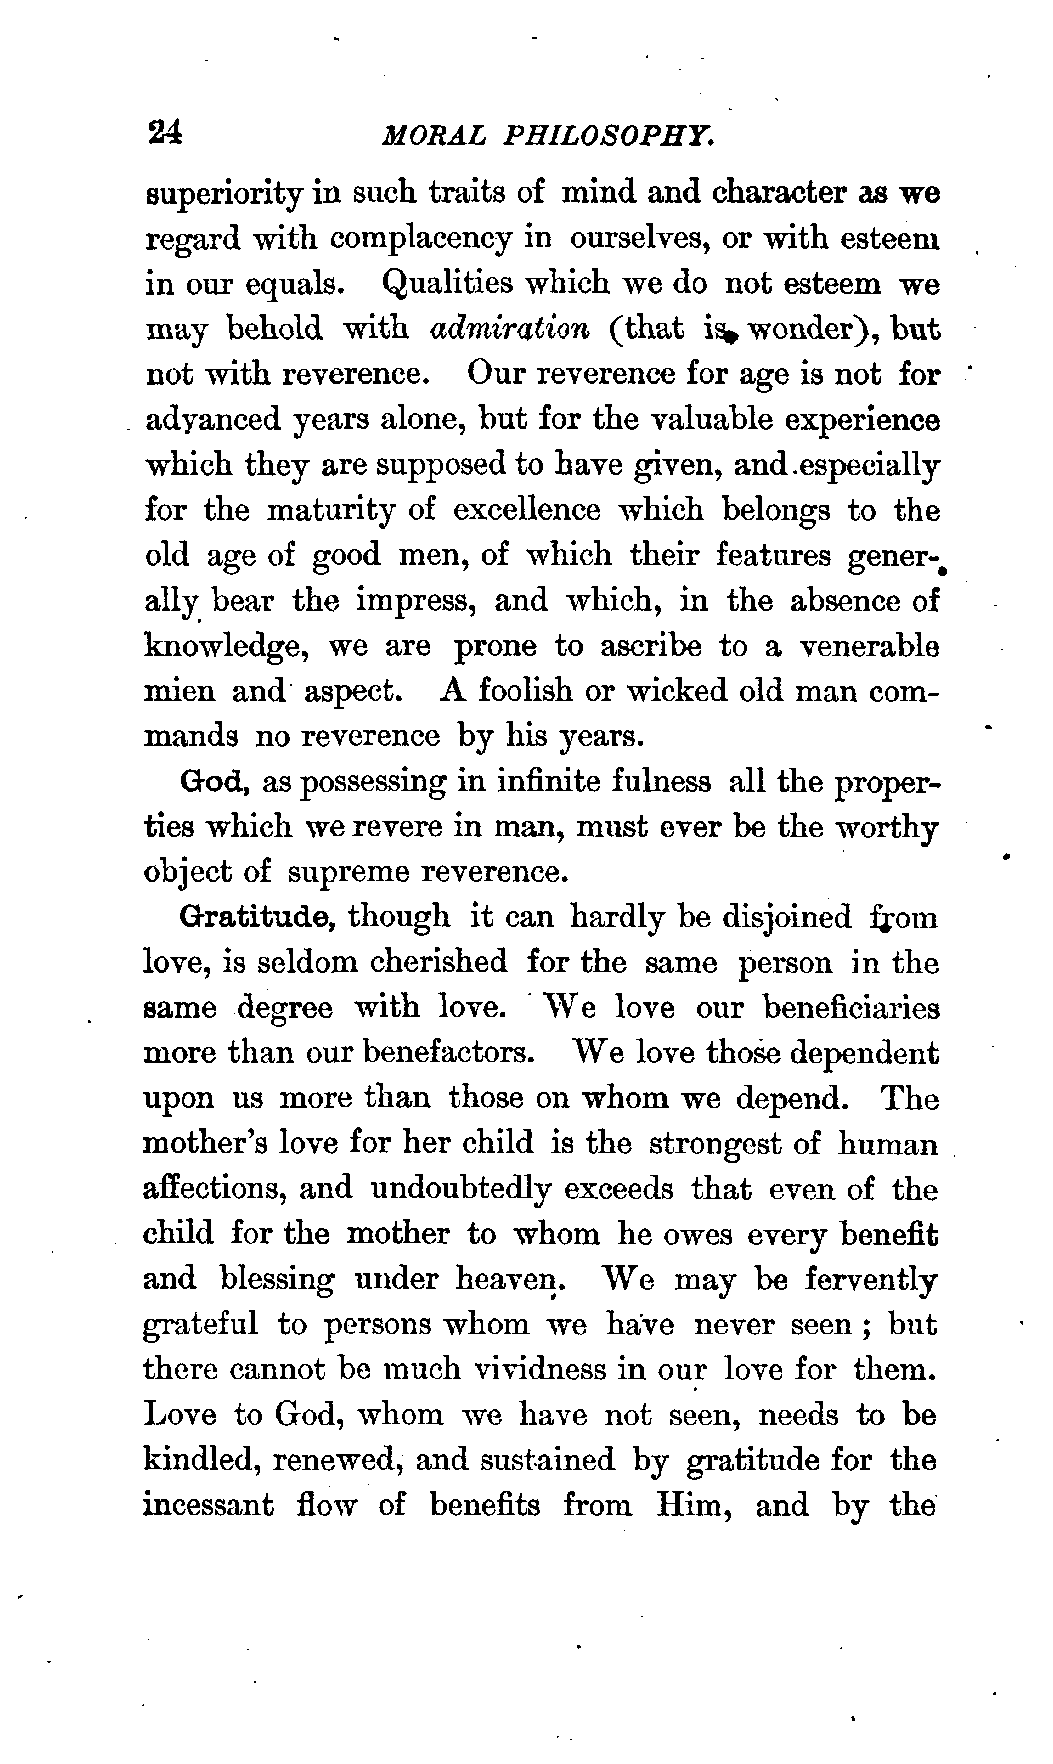 24 MORAL PHILOSOPHY.
superiority in such traits of mind and character as we
regard with complacency in ourselves, or with esteem
in our equals. Qualities which we do not esteem we
may behold with admiration (that is, wonder), but
not with reverence. Our reverence for age is not for
advanced years alone, but for the valuable experience
which they are supposed to have given, and especially
for the maturity of excellence which belongs to the
old age of good men, of which their features gener-
ally bear the impress, and which, in the absence of
knowledge, we are prone to ascribe to a venerable
mien and aspect. A foolish or wicked old man com-
mands no reverence by his years.
God, as possessing in infinite fulness all the proper-
ties which we revere in man, must ever be the worthy
object of supreme reverence.
Gratitude, though it can hardly be disjoined from
love, is seldom cherished for the same person in the
same degree with love. We love our beneficiaries
more than our benefactors. We love those dependent
upon us more than those on whom we depend. The
mother's love for her child is the strongest of human
affections, and undoubtedly exceeds that even of the
child for the mother to whom he owes every benefit
and blessing under heaven. We may be fervently
grateful to persons whom we have never seen ; but
there cannot be much vividness in our love for them.
Love to God, whom we have not seen, needs to be
kindled, renewed, and sustained by gratitude for the
incessant flow of benefits from Him, and by the